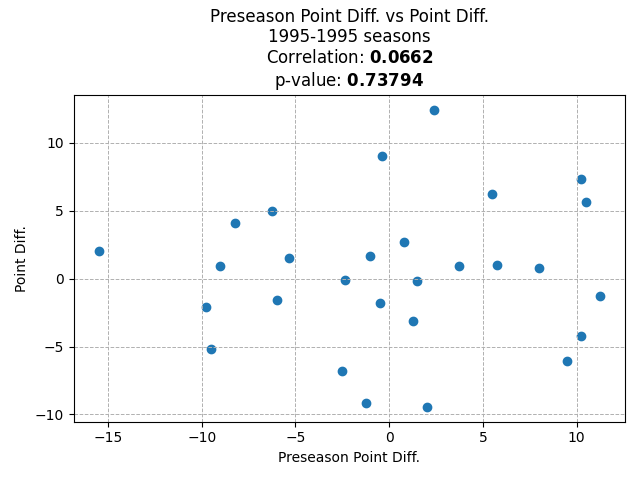 Preseason Point Diff. vs Point Diff.
1995-1995 seasons
Correlation: 0.0662
p-value: 0.73794
10
5
0
−5
−10
Point Diff.
−15
−10
−5
0
5
10
Preseason Point Diff.